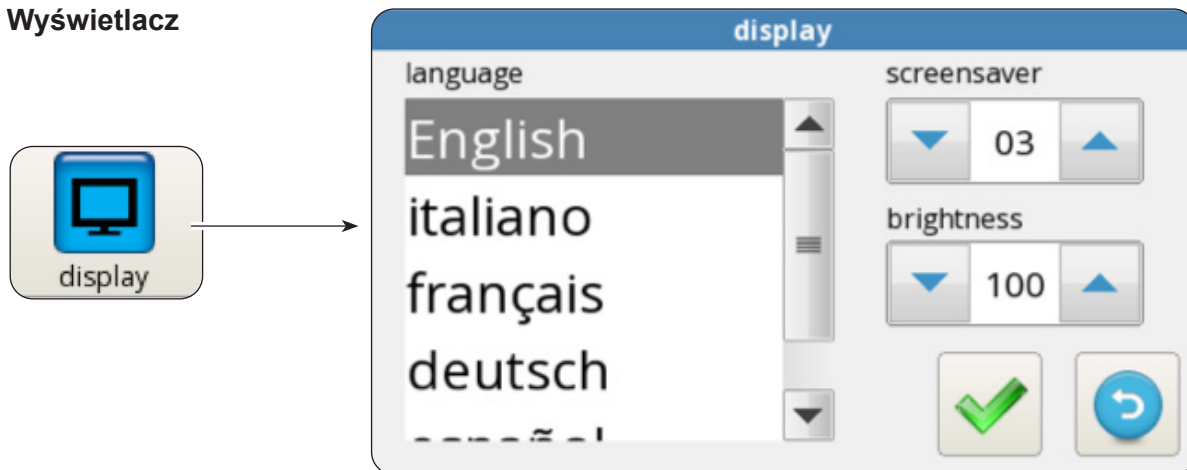 Wyświetlacz
display
display
language
English
italiano
français
deutsch
screensaver
03
brightness
100